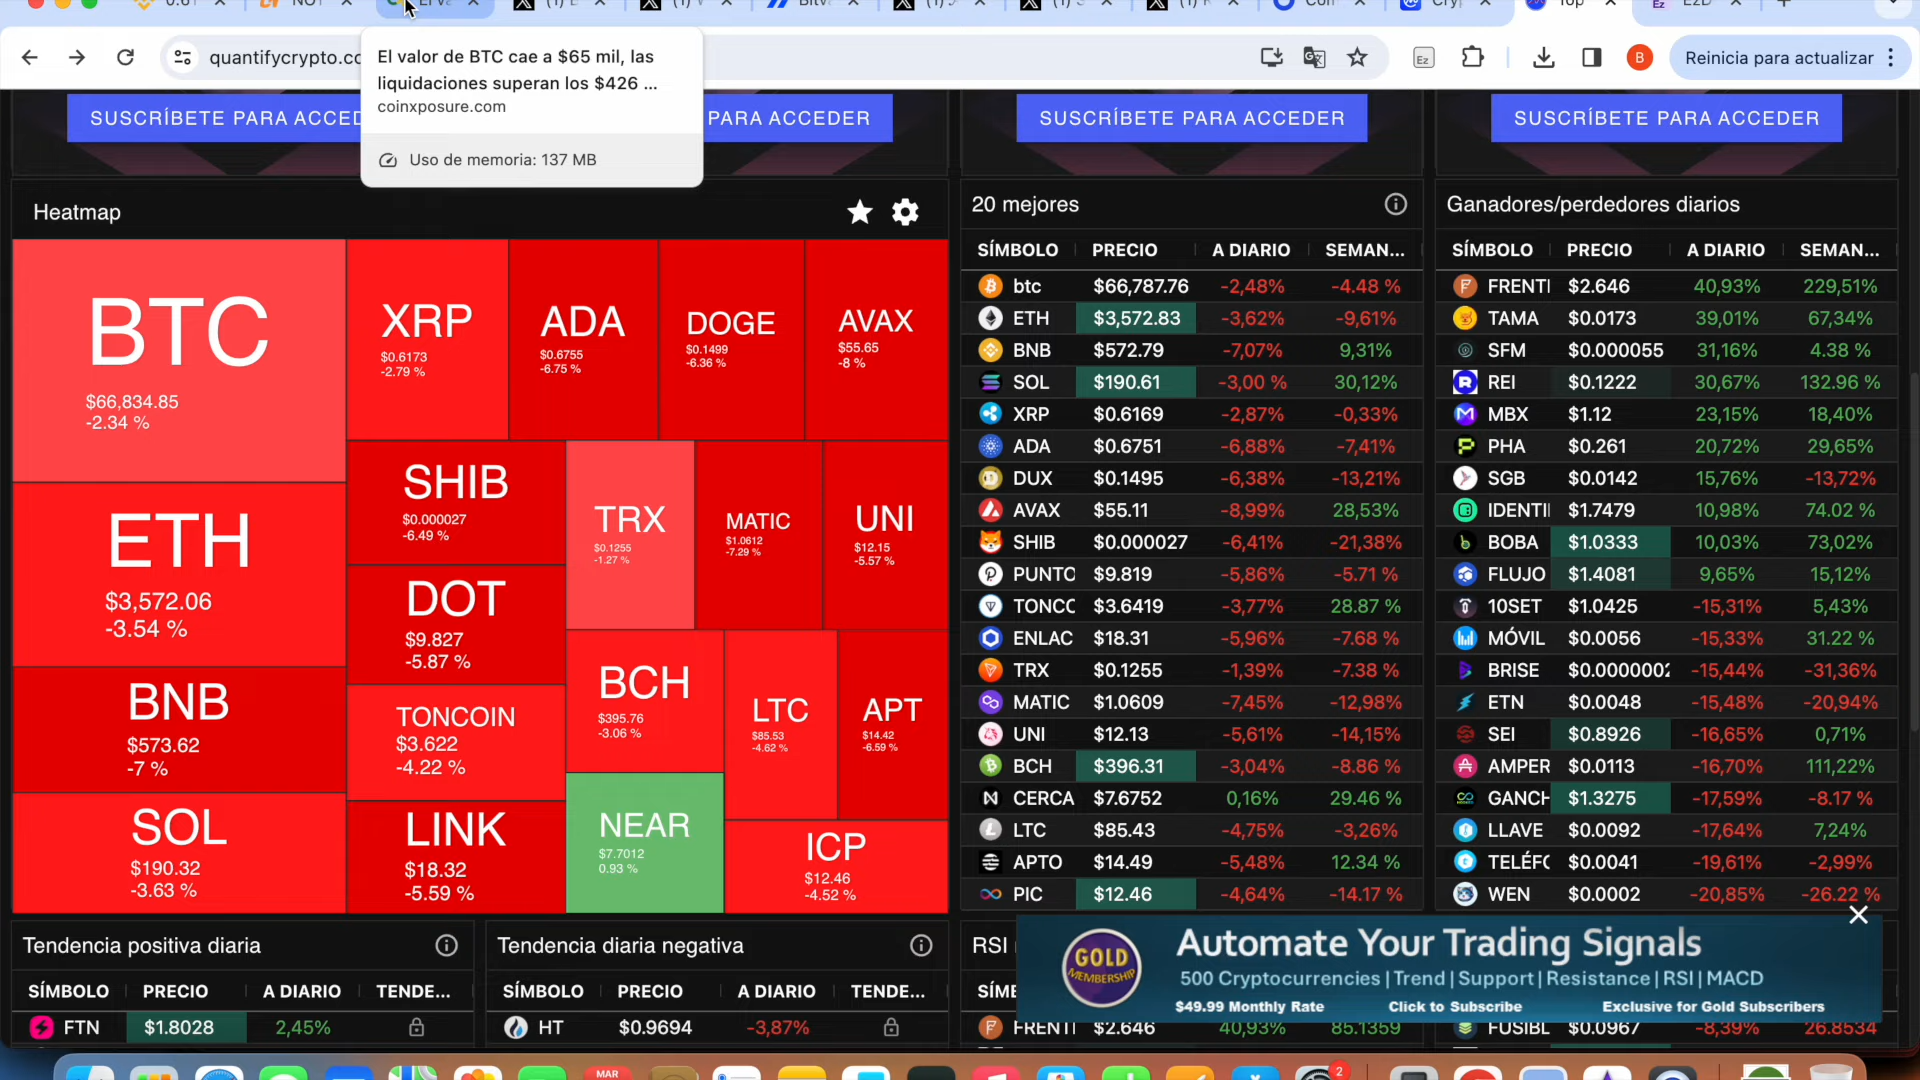 quantifycrypto.co
El valor de BTC cae a $65 mil, las
liquidaciones superan los $426 ...
coinxposure.com
Uso de memoria: 137 MB
Reinicia para actualizar
SUSCRÍBETE PARA ACCED
PARA ACCEDER
SUSCRÍBETE PARA ACCEDER
SUSCRÍBETE PARA ACCEDER
Heatmap
BTC
$66,834.85
-2.34 %
ETH
$3,572.06
-3.54 %
BNB
$573.62
-7 %
SOL
$190.32
-3.63 %
XRP
$0.6173
-2.79 %
ADA
$0.6755
-6.75 %
DOGE
$0.1499
-6.36 %
AVAX
$55.65
-8 %
SHIB
$0.000027
-6.49 %
DOT
$9.827
-5.87 %
TONCOIN
$3.622
-4.22 %
LINK
$18.32
-5.59 %
TRX
$0.1255
-1.27 %
MATIC
$1.0612
-7.29 %
UNI
$12.15
-5.57 %
BCH
$395.76
-3.06 %
LTC
$85.53
-4.62 %
APT
$14.42
-6.59 %
NEAR
$7.7012
0.93 %
ICP
$12.46
-4.52 %
20 mejores
SÍMBOLO PRECIO A DIARIO SEMAN...
btc $66,787.76 -2,48% -4.48 %
ETH $3,572.83 -3,62% -9,61%
BNB $572.79 -7,07% 9,31%
SOL $190.61 -3,00 % 30,12%
XRP $0.6169 -2,87% -0,33%
ADA $0.6751 -6,88% -7,41%
DUX $0.1495 -6,38% -13,21%
AVAX $55.11 -8,99% 28,53%
SHIB $0.000027 -6,41% -21,38%
PUNTO $9.819 -5,86% -5.71 %
TONCO $3.6419 -3,77% 28.87 %
ENLAC $18.31 -5,96% -7.68 %
TRX $0.1255 -1,39% -7.38 %
MATIC $1.0609 -7,45% -12,98%
UNI $12.13 -5,61% -14,15%
BCH $396.31 -3,04% -8.86 %
CERCA $7.6752 0,16% 29.46 %
LTC $85.43 -4,75% -3,26%
APTO $14.49 -5,48% 12.34 %
PIC $12.46 -4,64% -14.17 %
Ganadores/perdedores diarios
SÍMBOLO PRECIO A DIARIO SEMAN...
FRENTI $2.646 40,93% 229,51%
TAMA $0.0173 39,01% 67,34%
SFM $0.000055 31,16% 4.38 %
REI $0.1222 30,67% 132.96 %
MBX $1.12 23,15% 18,40%
PHA $0.261 20,72% 29,65%
SGB $0.0142 15,76% -13,72%
IDENTI $1.7479 10,98% 74.02 %
BOBA $1.0333 10,03% 73,02%
FLUJO $1.4081 9,65% 15,12%
10SET $1.0425 -15,31% 5,43%
MÓVIL $0.0056 -15,33% 31.22 %
BRISE $0.0000002 -15,44% -31,36%
ETN $0.0048 -15,48% -20,94%
SEI $0.8926 -16,65% 0,71%
AMPER $0.0113 -16,70% 111,22%
GANCH $1.3275 -17,59% -8.17 %
LLAVE $0.0092 -17,64% 7,24%
TELÉFO $0.0041 -19,61% -2,99%
WEN $0.0002 -20,85% -26.22 %
Tendencia positiva diaria
SÍMBOLO PRECIO A DIARIO TENDE...
FTN $1.8028 2,45%
Tendencia diaria negativa
SÍMBOLO PRECIO A DIARIO TENDE...
HT $0.9694 -3,87%
RSI
SÍM
FRENTI $2.646 40,93% 85.1359
FUSIBL $0.0967 -8,39% 26.8534
GOLD
MEMBERSHIP
Automate Your Trading Signals
500 Cryptocurrencies | Trend | Support | Resistance | RSI | MACD
$49.99 Monthly Rate Click to Subscribe Exclusive for Gold Subscribers
MAR
2